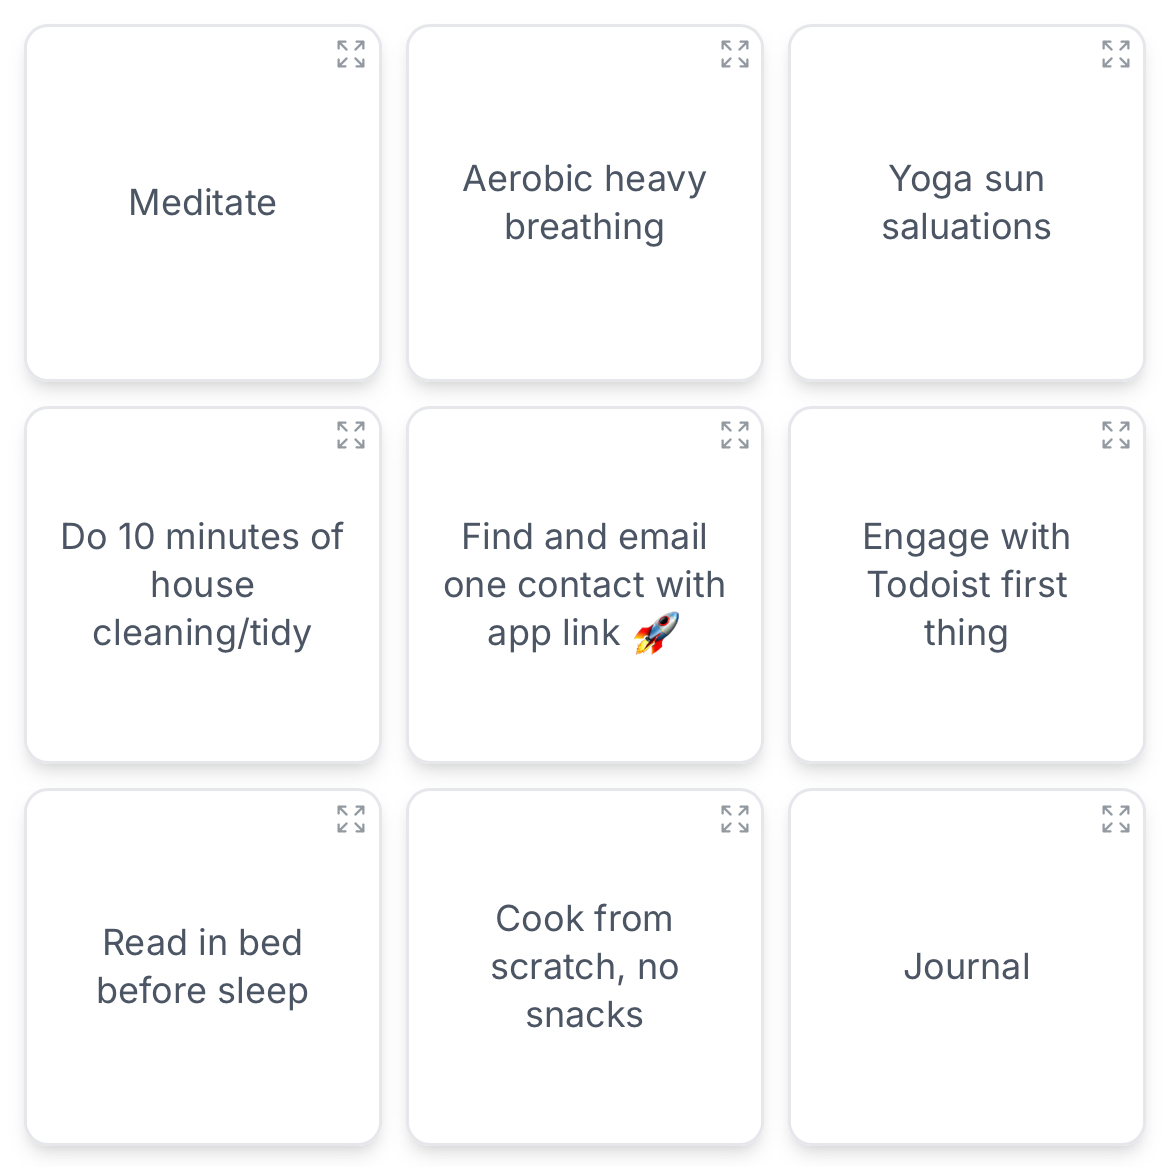 Meditate
Aerobic heavy
breathing
Yoga sun
saluations
Do 10 minutes of
house
cleaning/tidy
Find and email
one contact with
app link 🚀
Engage with
Todoist first
thing
Read in bed
before sleep
Cook from
scratch, no
snacks
Journal